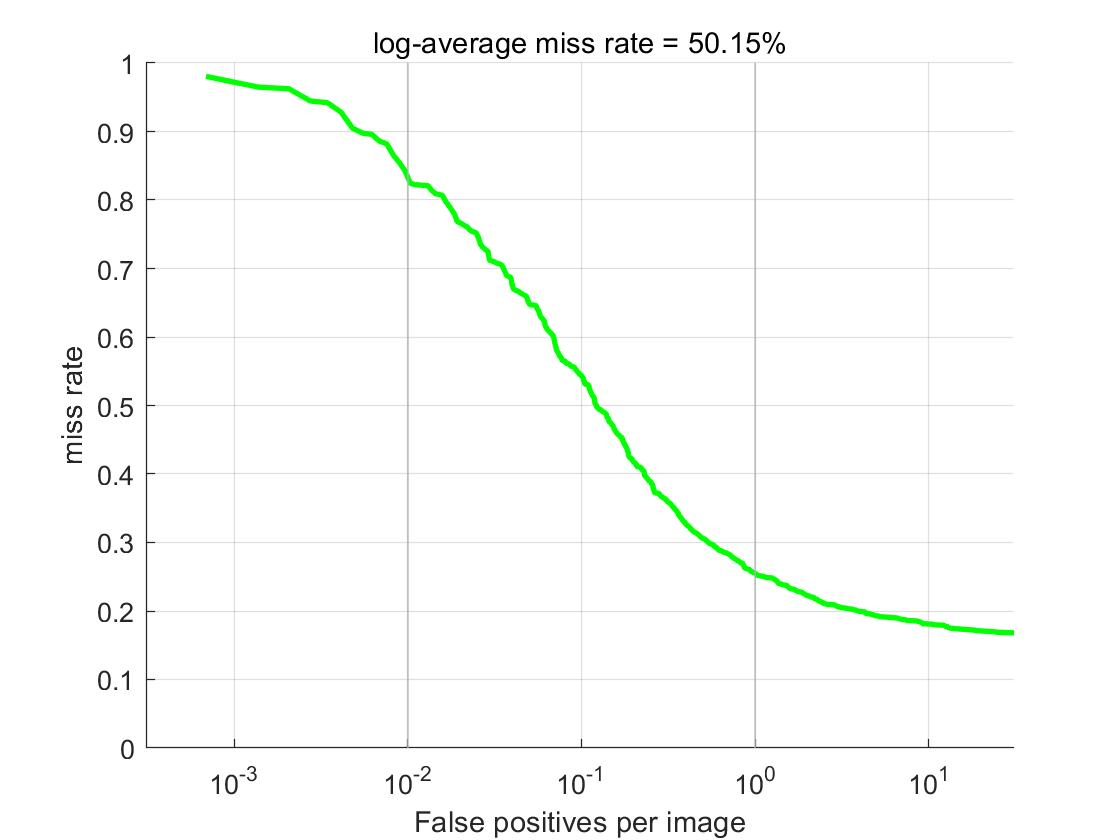 log-average miss rate = 50.15%
1
0.9
0.8
0.7
0.6
0.5
0.4
0.3
0.2
0.1
0
miss rate
10^-3 10^-2 10^-1 10^0 10^1
False positives per image